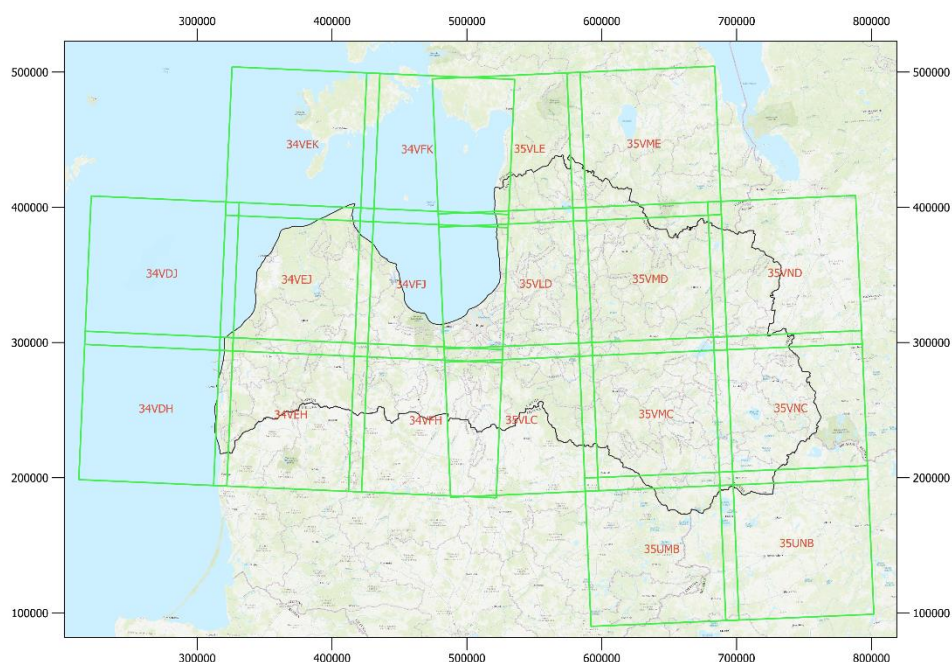 300000 400000 500000 600000 700000 800000
500000 500000
34VEK 34VFK 35VLE 35VME
400000 400000
34VDJ 34VEJ 34VFJ 35VLD 35VMD 35VND
300000 300000
34VDH 34VEH 34VFH 35VLC 35VMC 35VNC
200000 200000
35UMB 35UNB
100000 100000
300000 400000 500000 600000 700000 800000